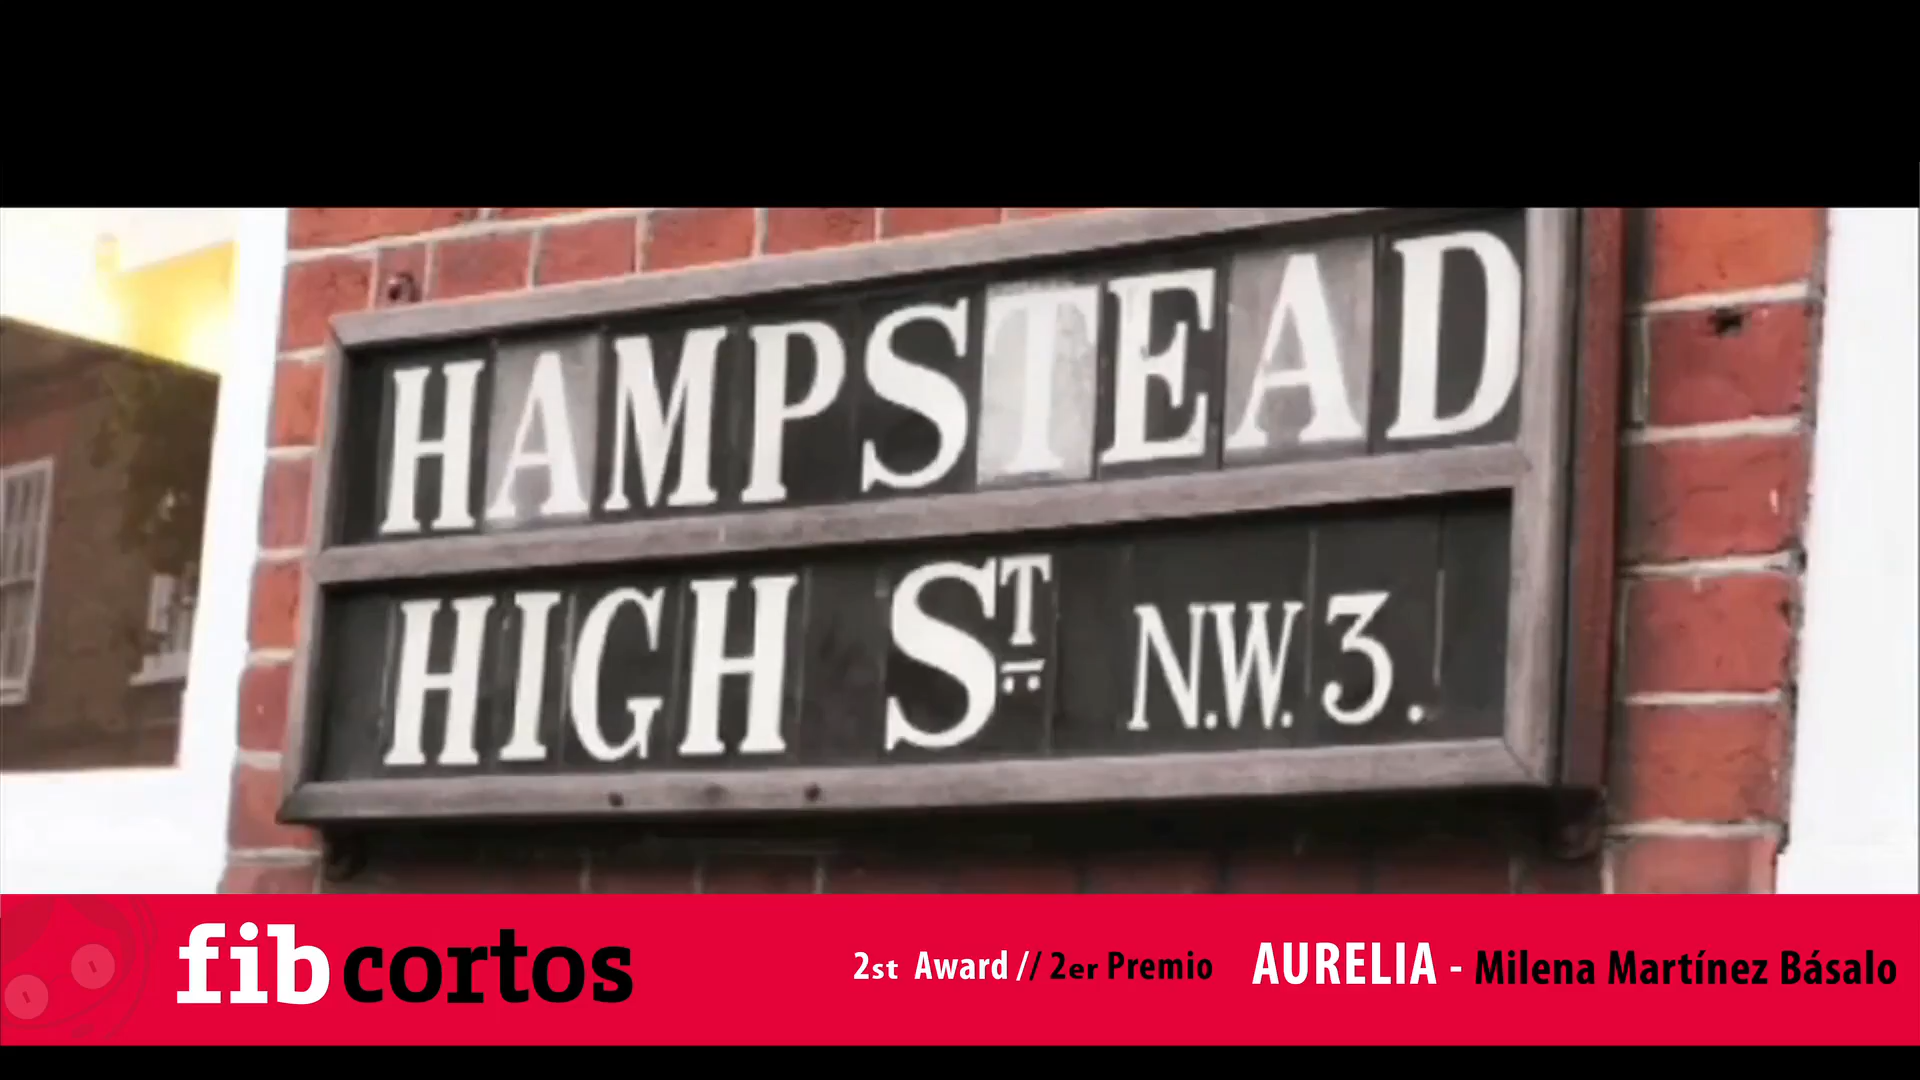 HAMPSTEAD
HIGH ST N.W. 3.
fib cortos 2st Award // 2er Premio AURELIA - Milena Martínez Básalo